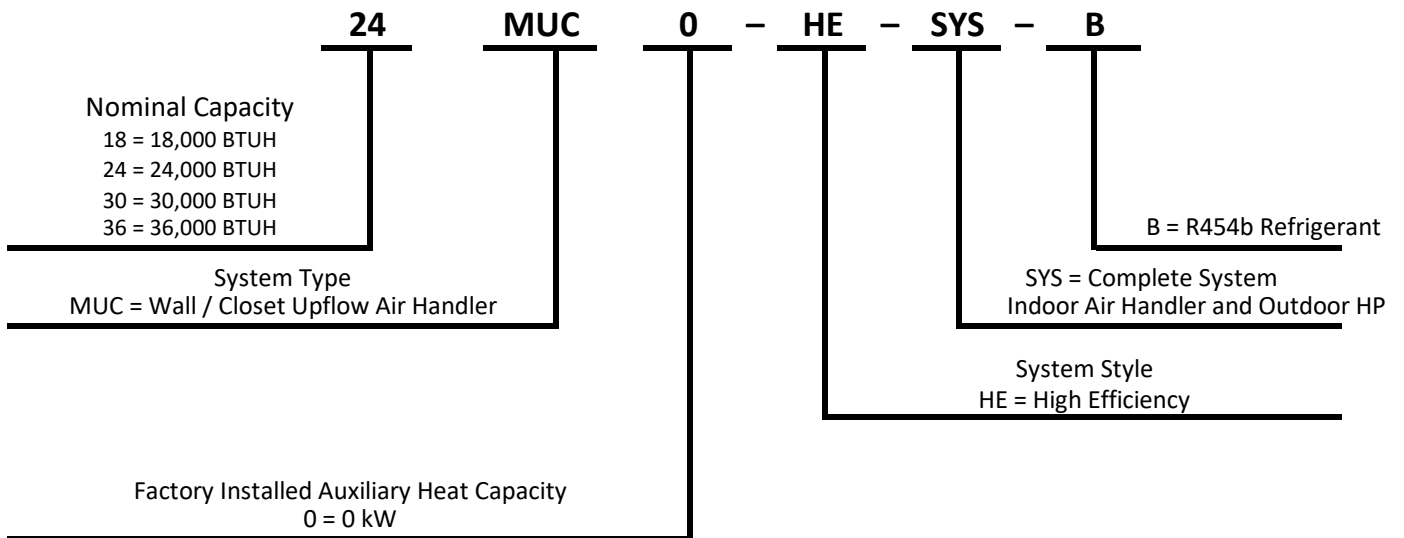 24 MUC 0 – HE – SYS – B
Nominal Capacity
18 = 18,000 BTUH
24 = 24,000 BTUH
30 = 30,000 BTUH
36 = 36,000 BTUH
B = R454b Refrigerant
System Type
MUC = Wall / Closet Upflow Air Handler
SYS = Complete System
Indoor Air Handler and Outdoor HP
System Style
HE = High Efficiency
Factory Installed Auxiliary Heat Capacity
0 = 0 kW